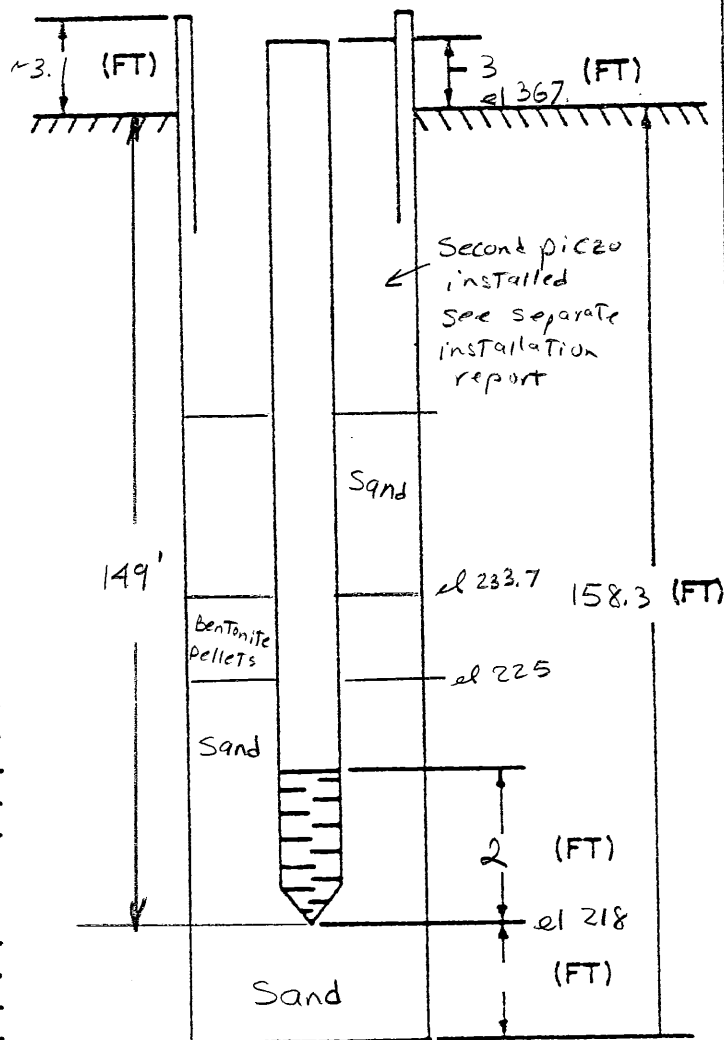 ~3. (FT)
3 (FT)
el 367.
Second piezo
installed
See separate
installation
report
Sand
149'
el 233.7
158.3 (FT)
Bentonite
pellets
el 225
Sand
2 (FT)
el 218
(FT)
Sand